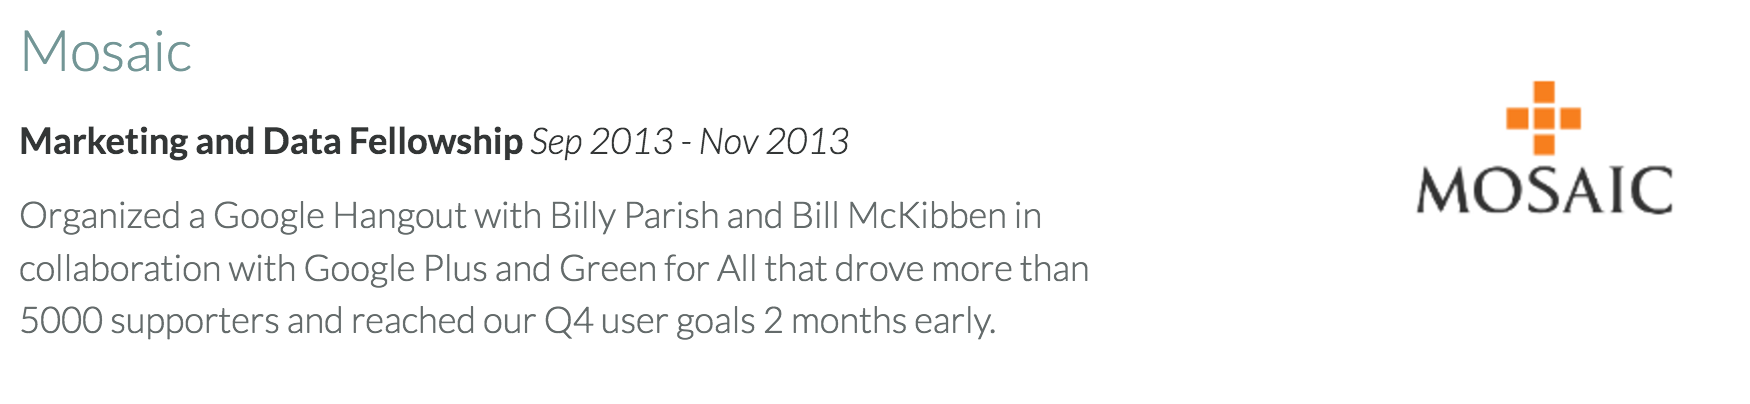 Mosaic
Marketing and Data Fellowship Sep 2013 - Nov 2013
Organized a Google Hangout with Billy Parish and Bill McKibben in
collaboration with Google Plus and Green for All that drove more than
5000 supporters and reached our Q4 user goals 2 months early.
MOSAIC